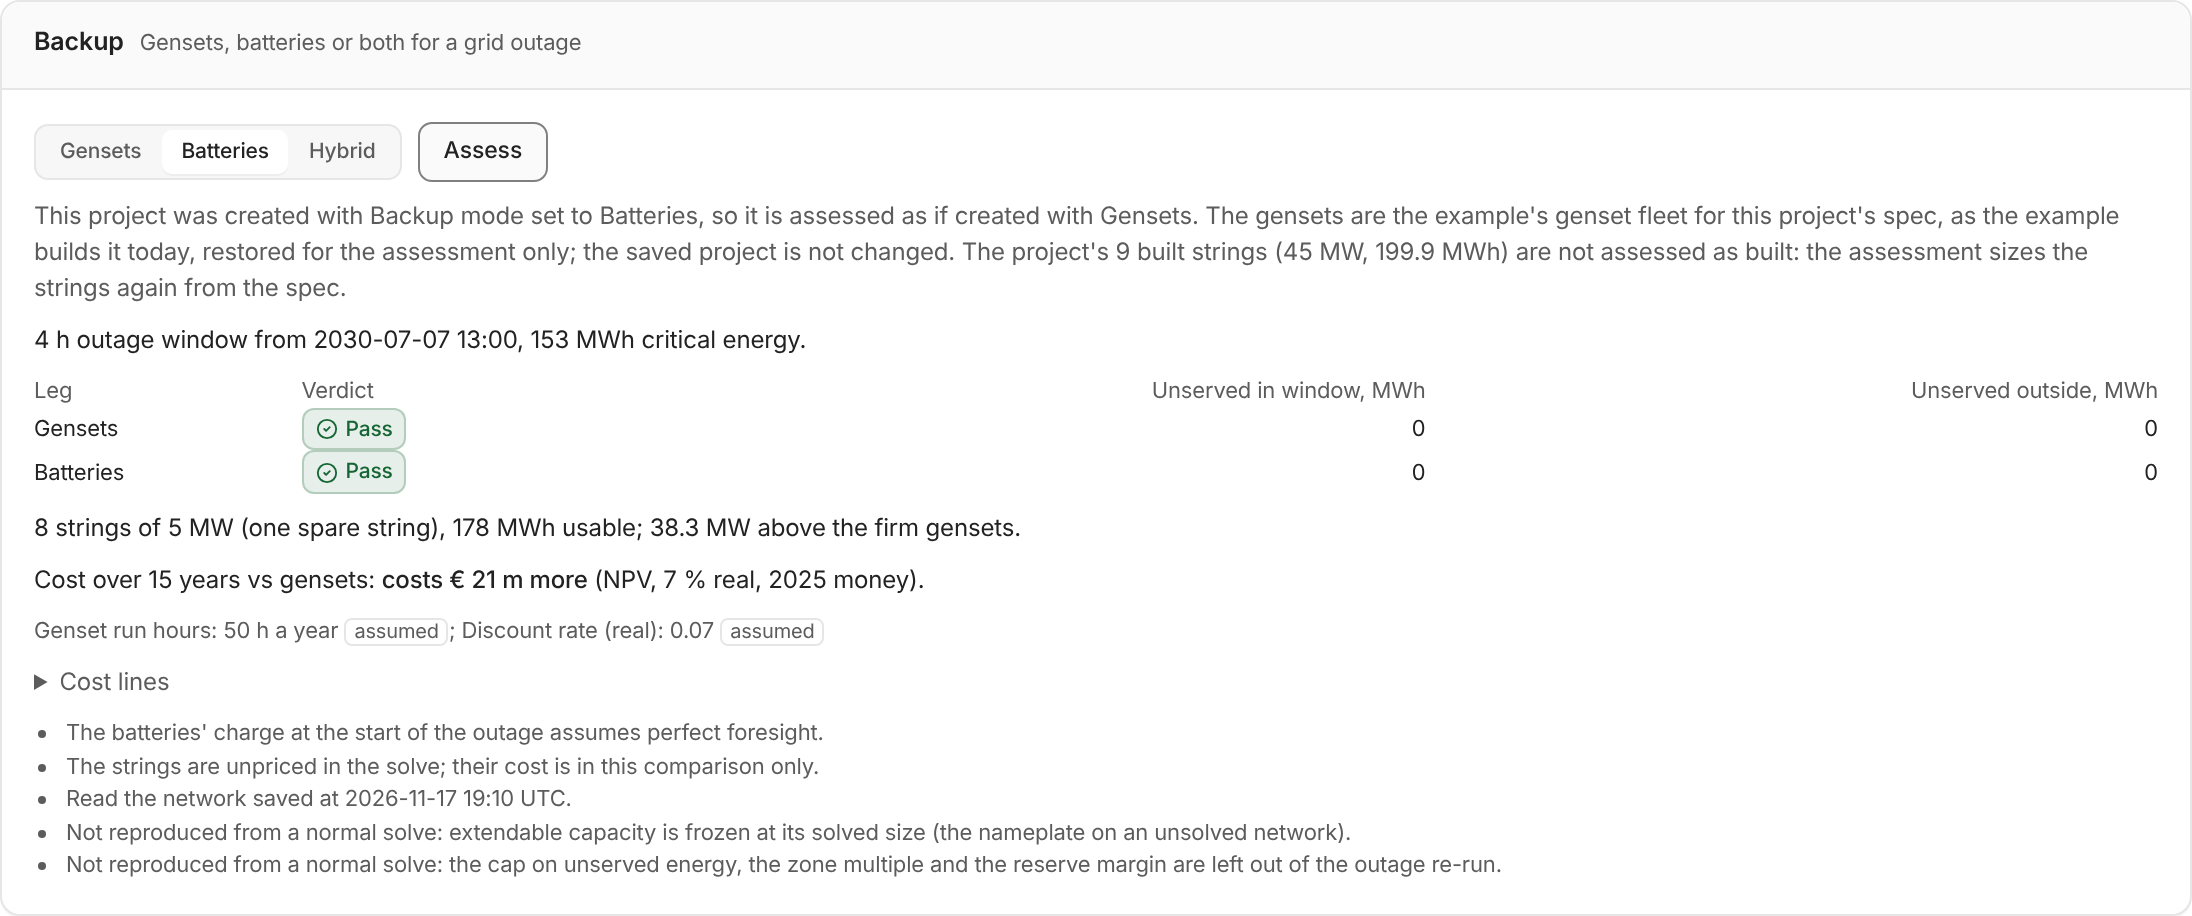 Backup Gensets, batteries or both for a grid outage
Gensets Batteries Hybrid Assess
This project was created with Backup mode set to Batteries, so it is assessed as if created with Gensets. The gensets are the example's genset fleet for this project's spec, as the example
builds it today, restored for the assessment only; the saved project is not changed. The project's 9 built strings (45 MW, 199.9 MWh) are not assessed as built: the assessment sizes the
strings again from the spec.
4 h outage window from 2030-07-07 13:00, 153 MWh critical energy.
Leg Verdict Unserved in window, MWh Unserved outside, MWh
Gensets Pass 0 0
Batteries Pass 0 0
8 strings of 5 MW (one spare string), 178 MWh usable; 38.3 MW above the firm gensets.
Cost over 15 years vs gensets: costs € 21 m more (NPV, 7 % real, 2025 money).
Genset run hours: 50 h a year assumed; Discount rate (real): 0.07 assumed
Cost lines
The batteries' charge at the start of the outage assumes perfect foresight.
The strings are unpriced in the solve; their cost is in this comparison only.
Read the network saved at 2026-11-17 19:10 UTC.
Not reproduced from a normal solve: extendable capacity is frozen at its solved size (the nameplate on an unsolved network).
Not reproduced from a normal solve: the cap on unserved energy, the zone multiple and the reserve margin are left out of the outage re-run.